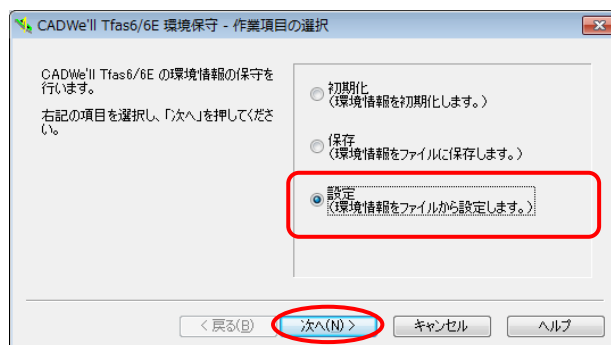 CADWe'll Tfas6/6E 環境保守 - 作業項目の選択
CADWe'll Tfas6/6E の環境情報の保守を
行います。
右記の項目を選択し、「次へ」を押してくださ
い。
初期化
(環境情報を初期化します。)
保存
(環境情報をファイルに保存します。)
設定
(環境情報をファイルから設定します。)
< 戻る(B)
次へ(N) >
キャンセル
ヘルプ